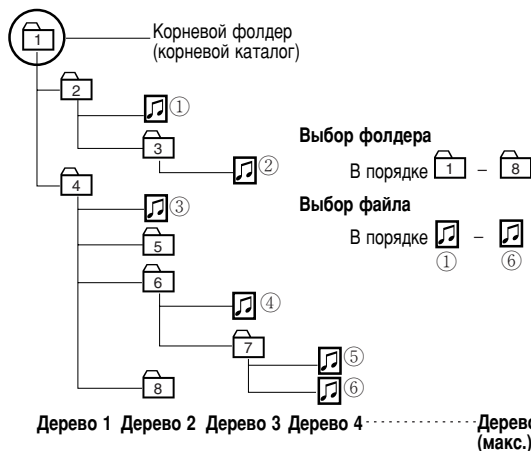 1
Корневой фолдер
(корневой каталог)
2
①
3
②
4
③
5
6
④
7
⑤
⑥
8
Выбор фолдера
В порядке 1 – 8
Выбор файла
В порядке –
① ⑥
Дерево 1 Дерево 2 Дерево 3 Дерево 4 Дерево
(макс.)